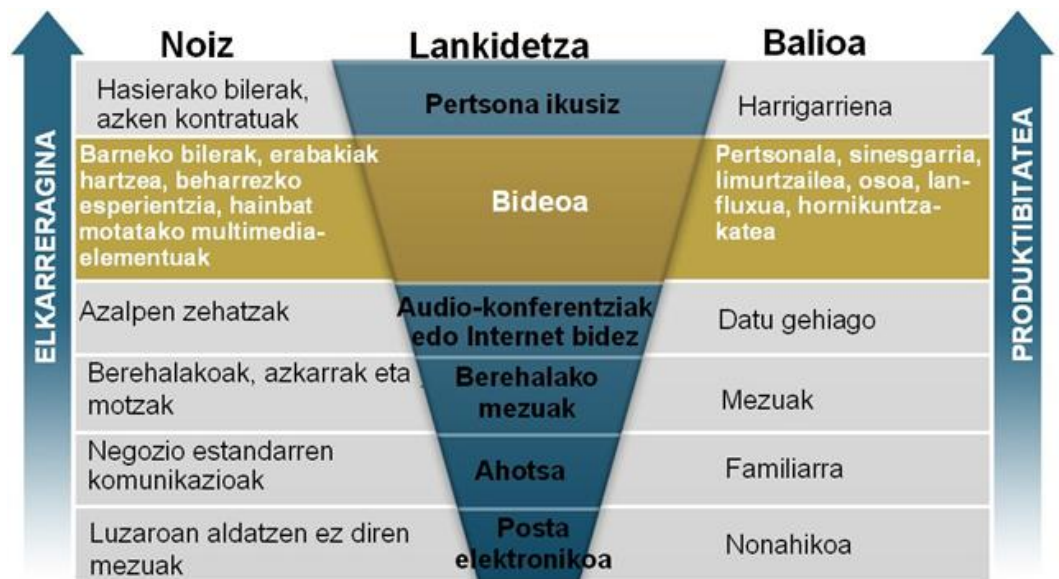 ELKARRERAGINA
Noiz
Lankidetza
Balioa
PRODUKTIBITATEA
Hasierako bilerak,
azken kontratuak
Pertsona ikusiz
Harrigarriena
Barneko bilerak, erabakiak
hartzea, beharrezko
esperientzia, hainbat
motatako multimedia-
elementuak
Bideoa
Pertsonala, sinesgarria,
limurtzailea, osoa, lan-
fluxua, hornikuntza-
katea
Azalpen zehatzak
Audio-konferentziak
edo Internet bidez
Datu gehiago
Berehalakoak, azkarrak eta
motzak
Berehalako
mezuak
Mezuak
Negozio estandarren
komunikazioak
Ahotsa
Familiarra
Luzaroan aldatzen ez diren
mezuak
Posta
elektronikoa
Nonahikoa